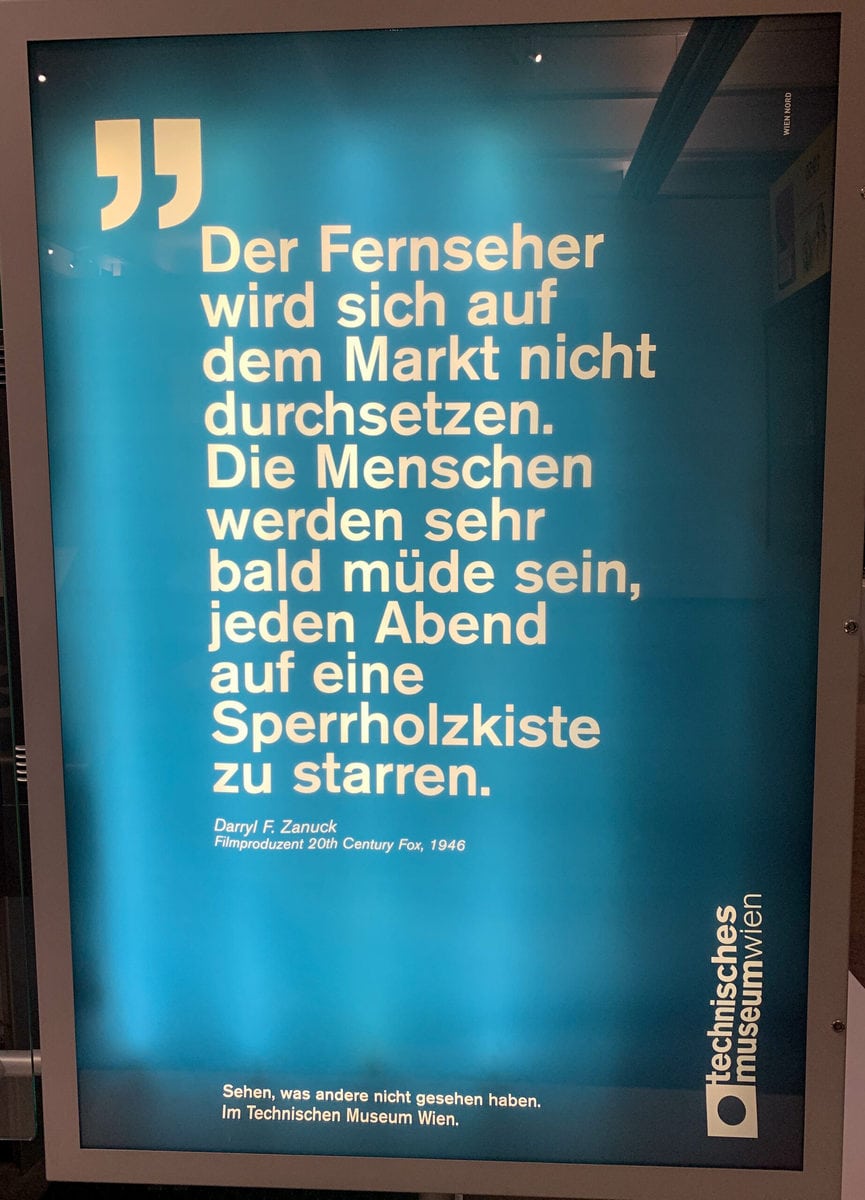 WIEN NORD
”
Der Fernseher
wird sich auf
dem Markt nicht
durchsetzen.
Die Menschen
werden sehr
bald müde sein,
jeden Abend
auf eine
Sperrholzkiste
zu starren.
Darryl F. Zanuck
Filmproduzent 20th Century Fox, 1946
technisches
museumwien
Sehen, was andere nicht gesehen haben.
Im Technischen Museum Wien.